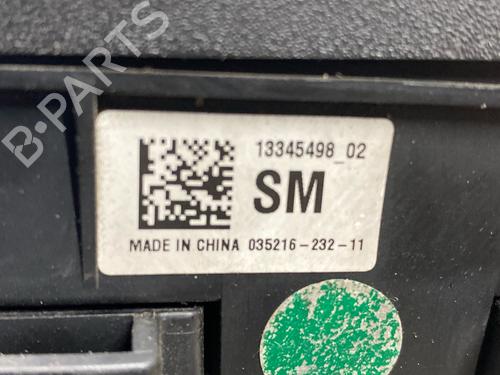 B-PARTS
13345498_02
SM
MADE IN CHINA 035216-232-11